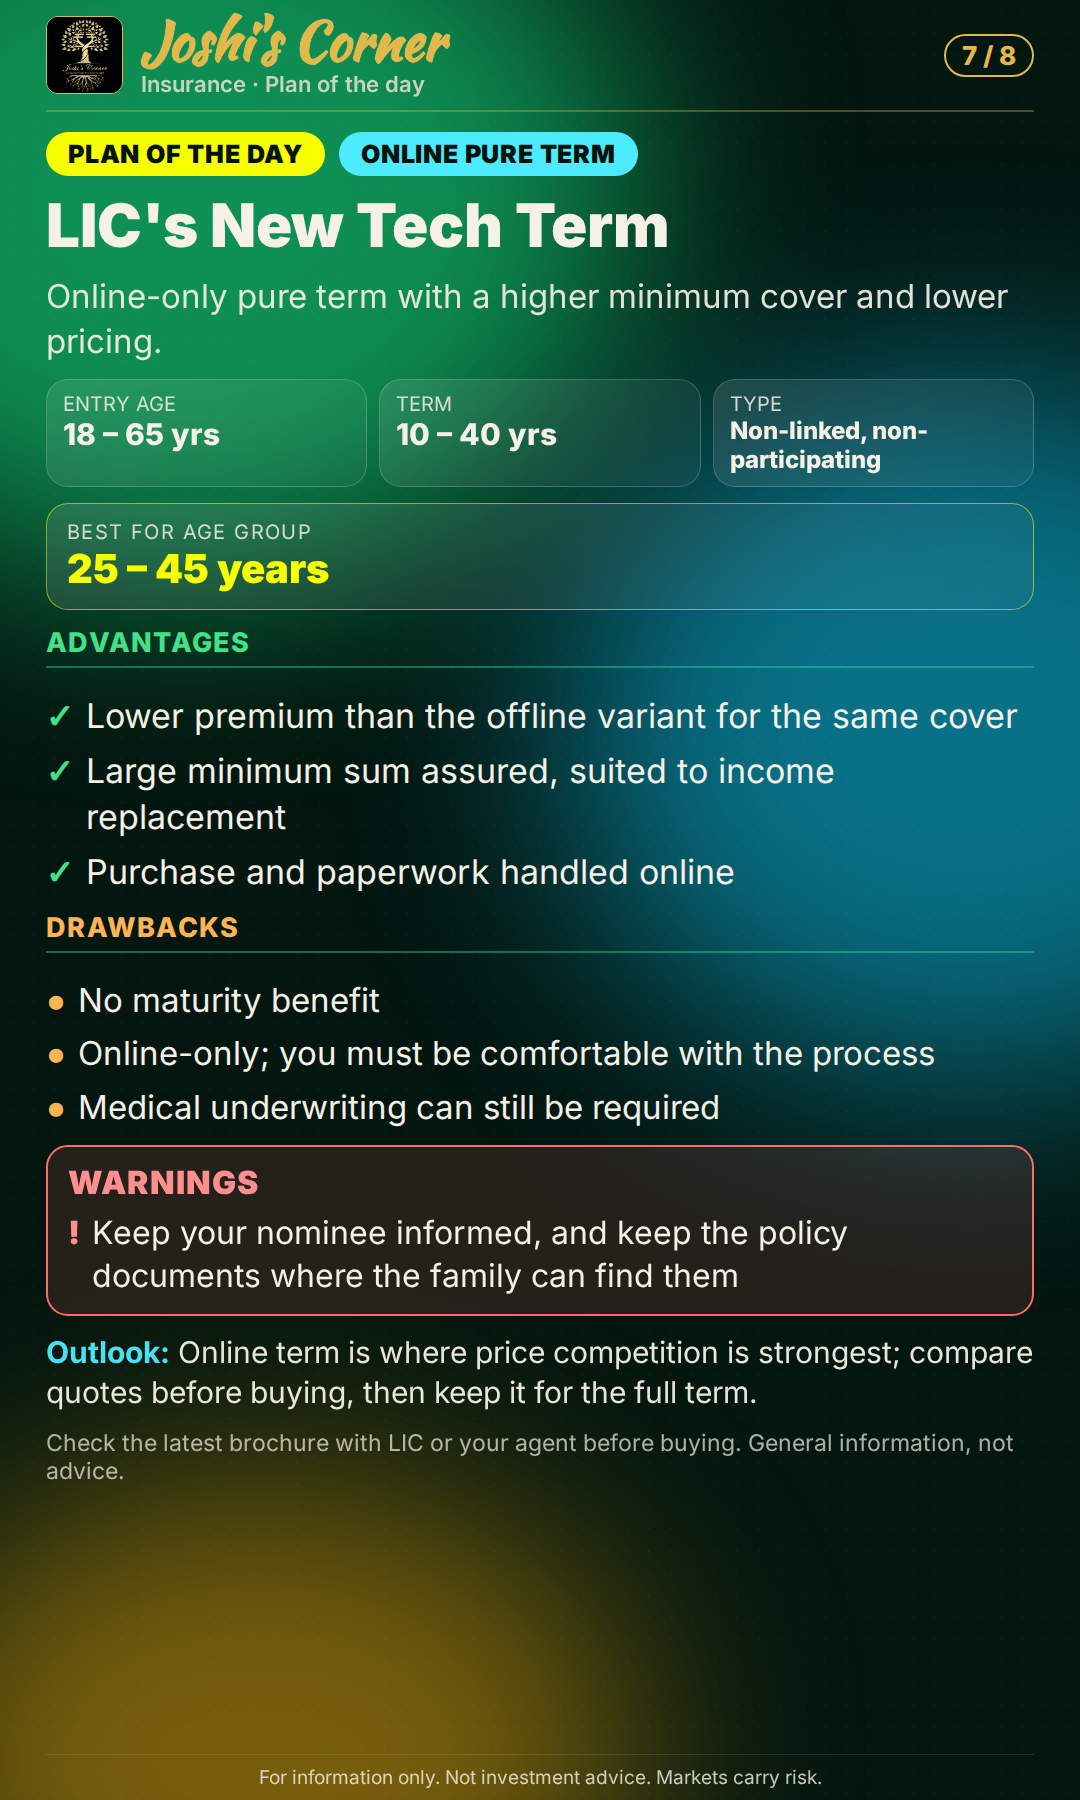 Joshi's Corner
Joshi's Corner
Insurance · Plan of the day
7 / 8
PLAN OF THE DAY
ONLINE PURE TERM
LIC's New Tech Term
Online-only pure term with a higher minimum cover and lower
pricing.
ENTRY AGE
18 – 65 yrs
TERM
10 – 40 yrs
TYPE
Non-linked, non-
participating
BEST FOR AGE GROUP
25 – 45 years
ADVANTAGES
✓ Lower premium than the offline variant for the same cover
✓ Large minimum sum assured, suited to income
replacement
✓ Purchase and paperwork handled online
DRAWBACKS
● No maturity benefit
● Online-only; you must be comfortable with the process
● Medical underwriting can still be required
WARNINGS
! Keep your nominee informed, and keep the policy
documents where the family can find them
Outlook: Online term is where price competition is strongest; compare
quotes before buying, then keep it for the full term.
Check the latest brochure with LIC or your agent before buying. General information, not
advice.
For information only. Not investment advice. Markets carry risk.